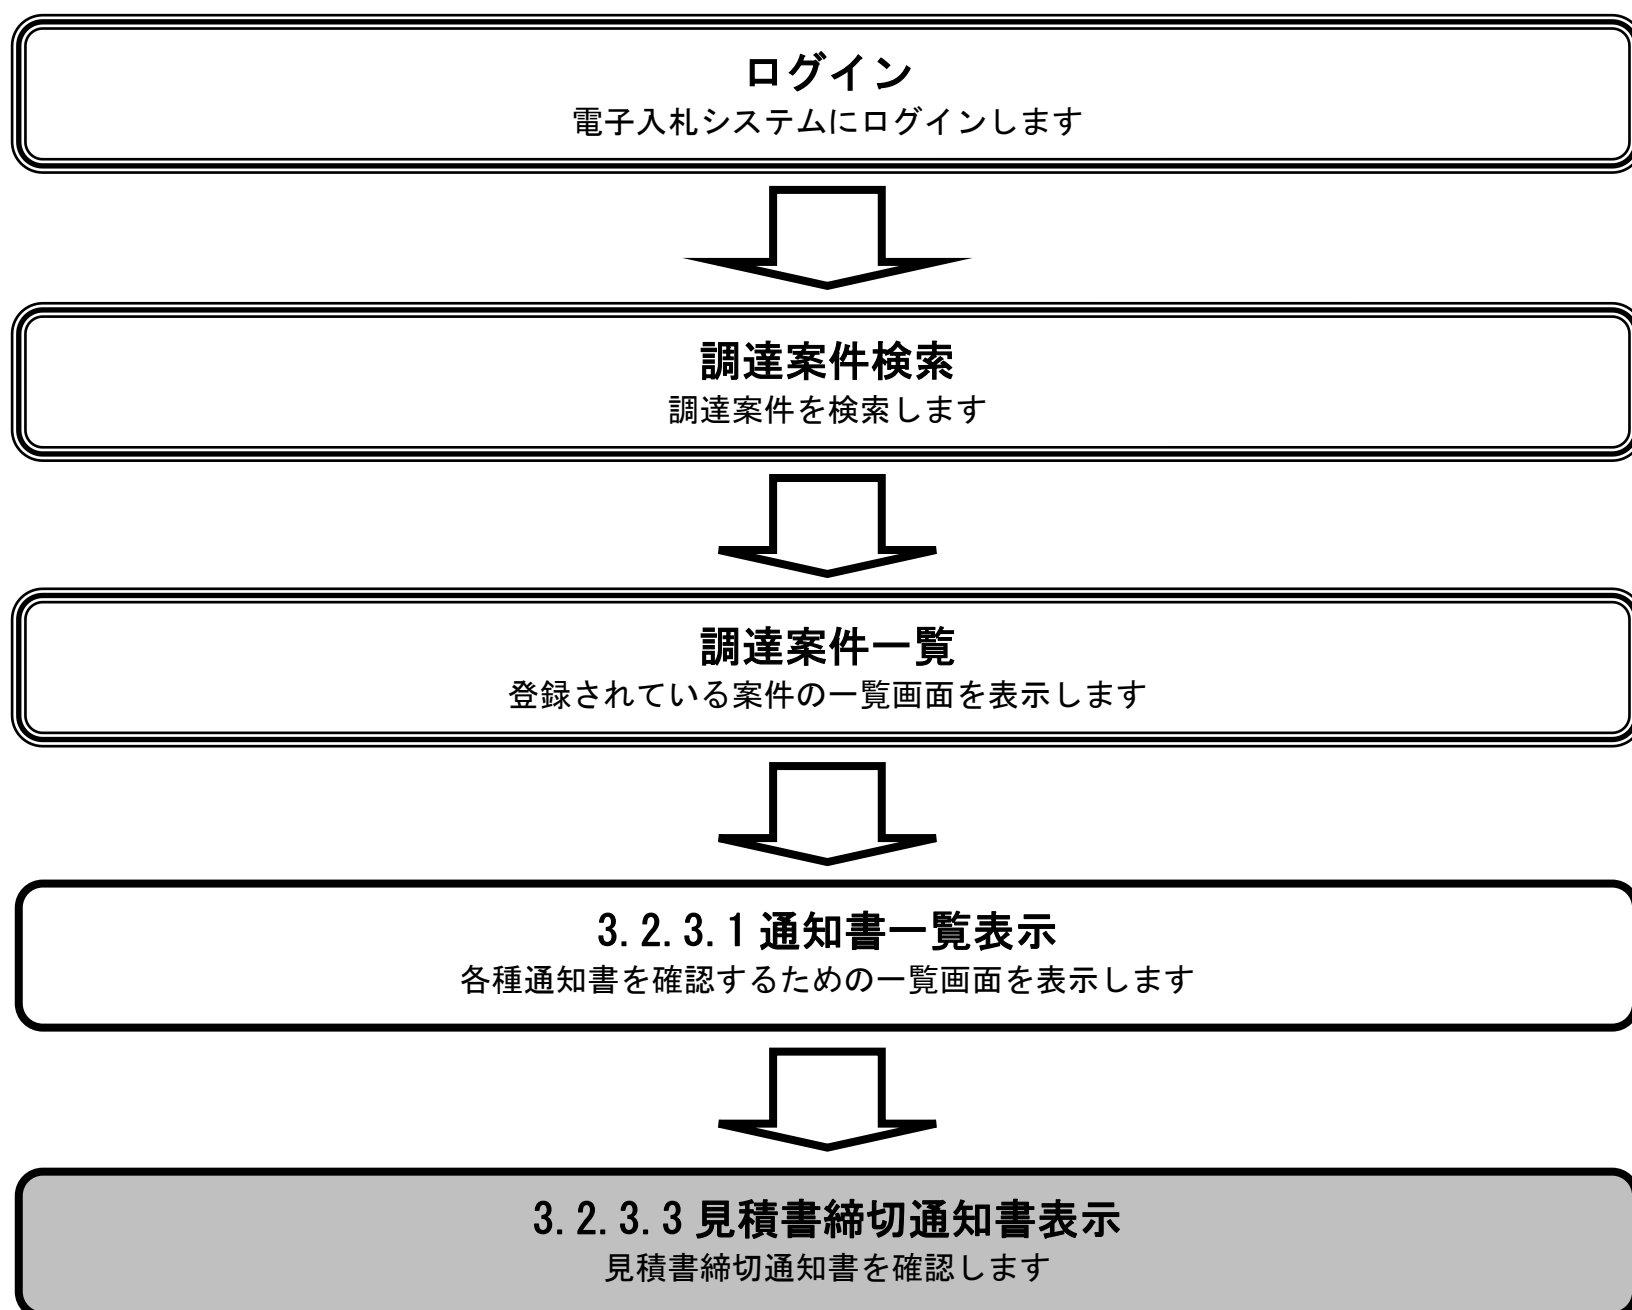 ログイン
電子入札システムにログインします
調達案件検索
調達案件を検索します
調達案件一覧
登録されている案件の一覧画面を表示します
3.2.3.1 通知書一覧表示
各種通知書を確認するための一覧画面を表示します
3.2.3.3 見積書締切通知書表示
見積書締切通知書を確認します